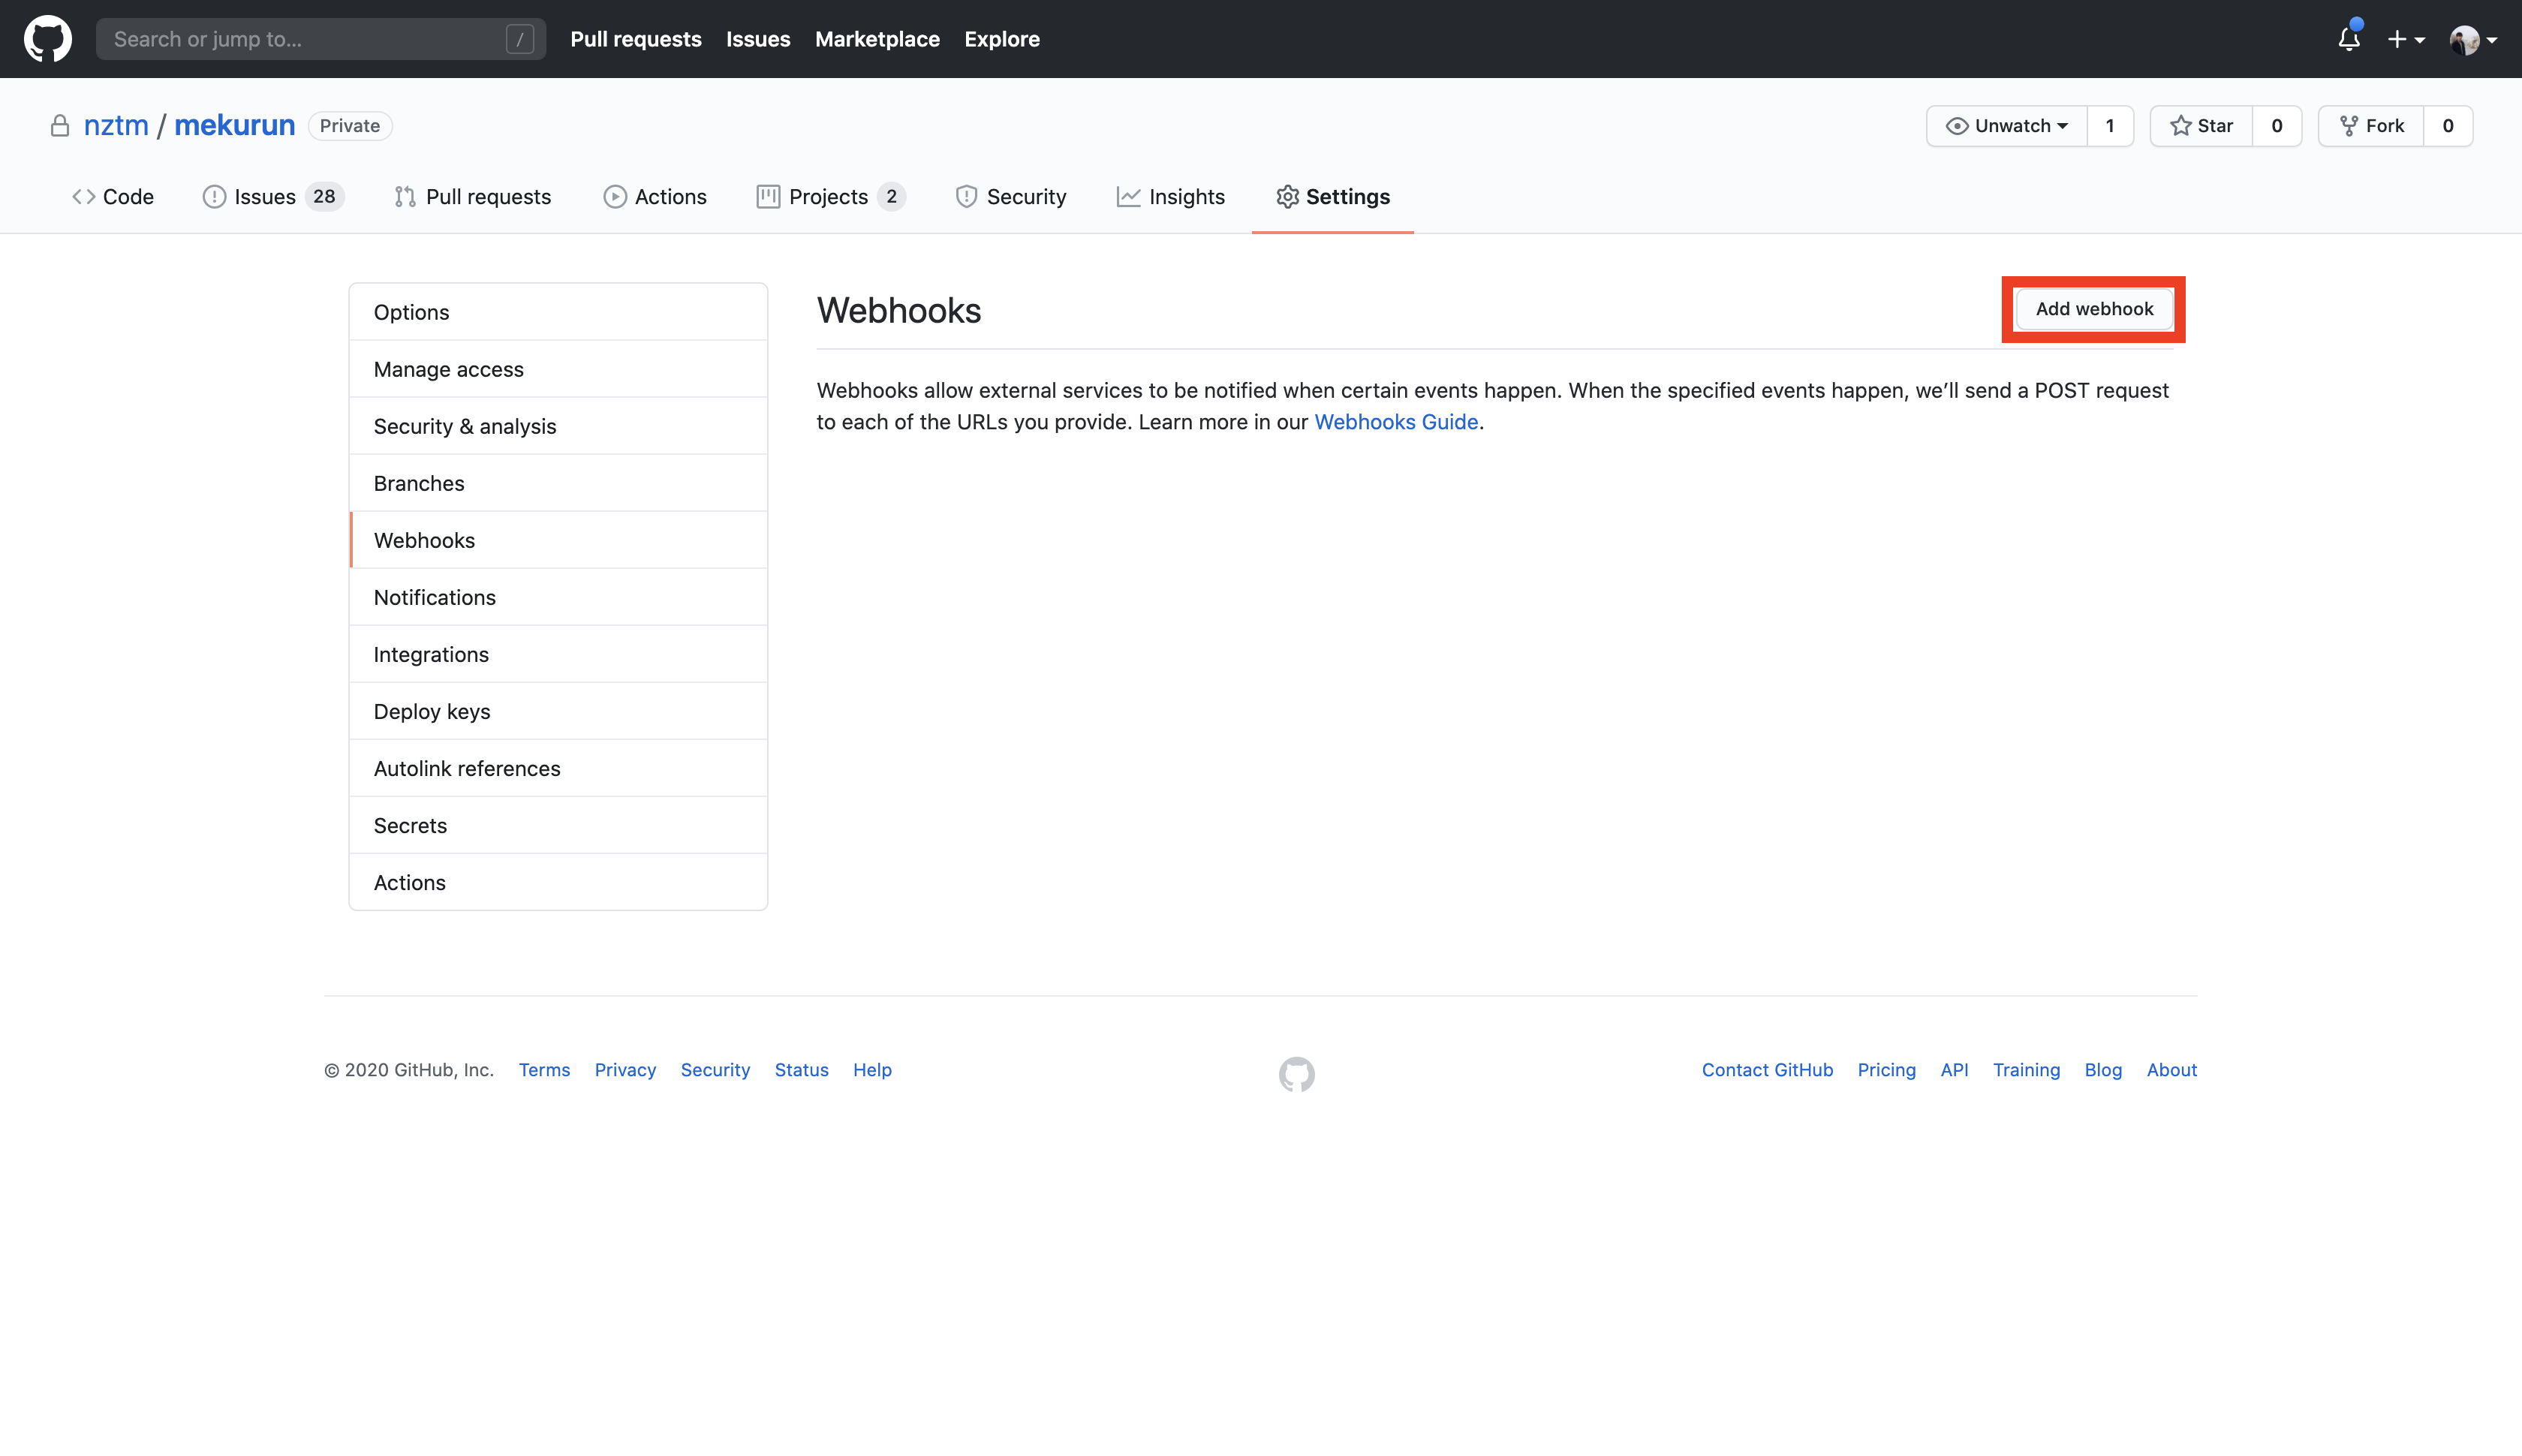 Search or jump to... /
Pull requests Issues Marketplace Explore
nztm / mekurun Private
Unwatch 1 Star 0 Fork 0
Code Issues 28 Pull requests Actions Projects 2 Security Insights Settings
Options
Manage access
Security & analysis
Branches
Webhooks
Notifications
Integrations
Deploy keys
Autolink references
Secrets
Actions
Webhooks
Add webhook
Webhooks allow external services to be notified when certain events happen. When the specified events happen, we’ll send a POST request
to each of the URLs you provide. Learn more in our Webhooks Guide.
© 2020 GitHub, Inc. Terms Privacy Security Status Help
Contact GitHub Pricing API Training Blog About